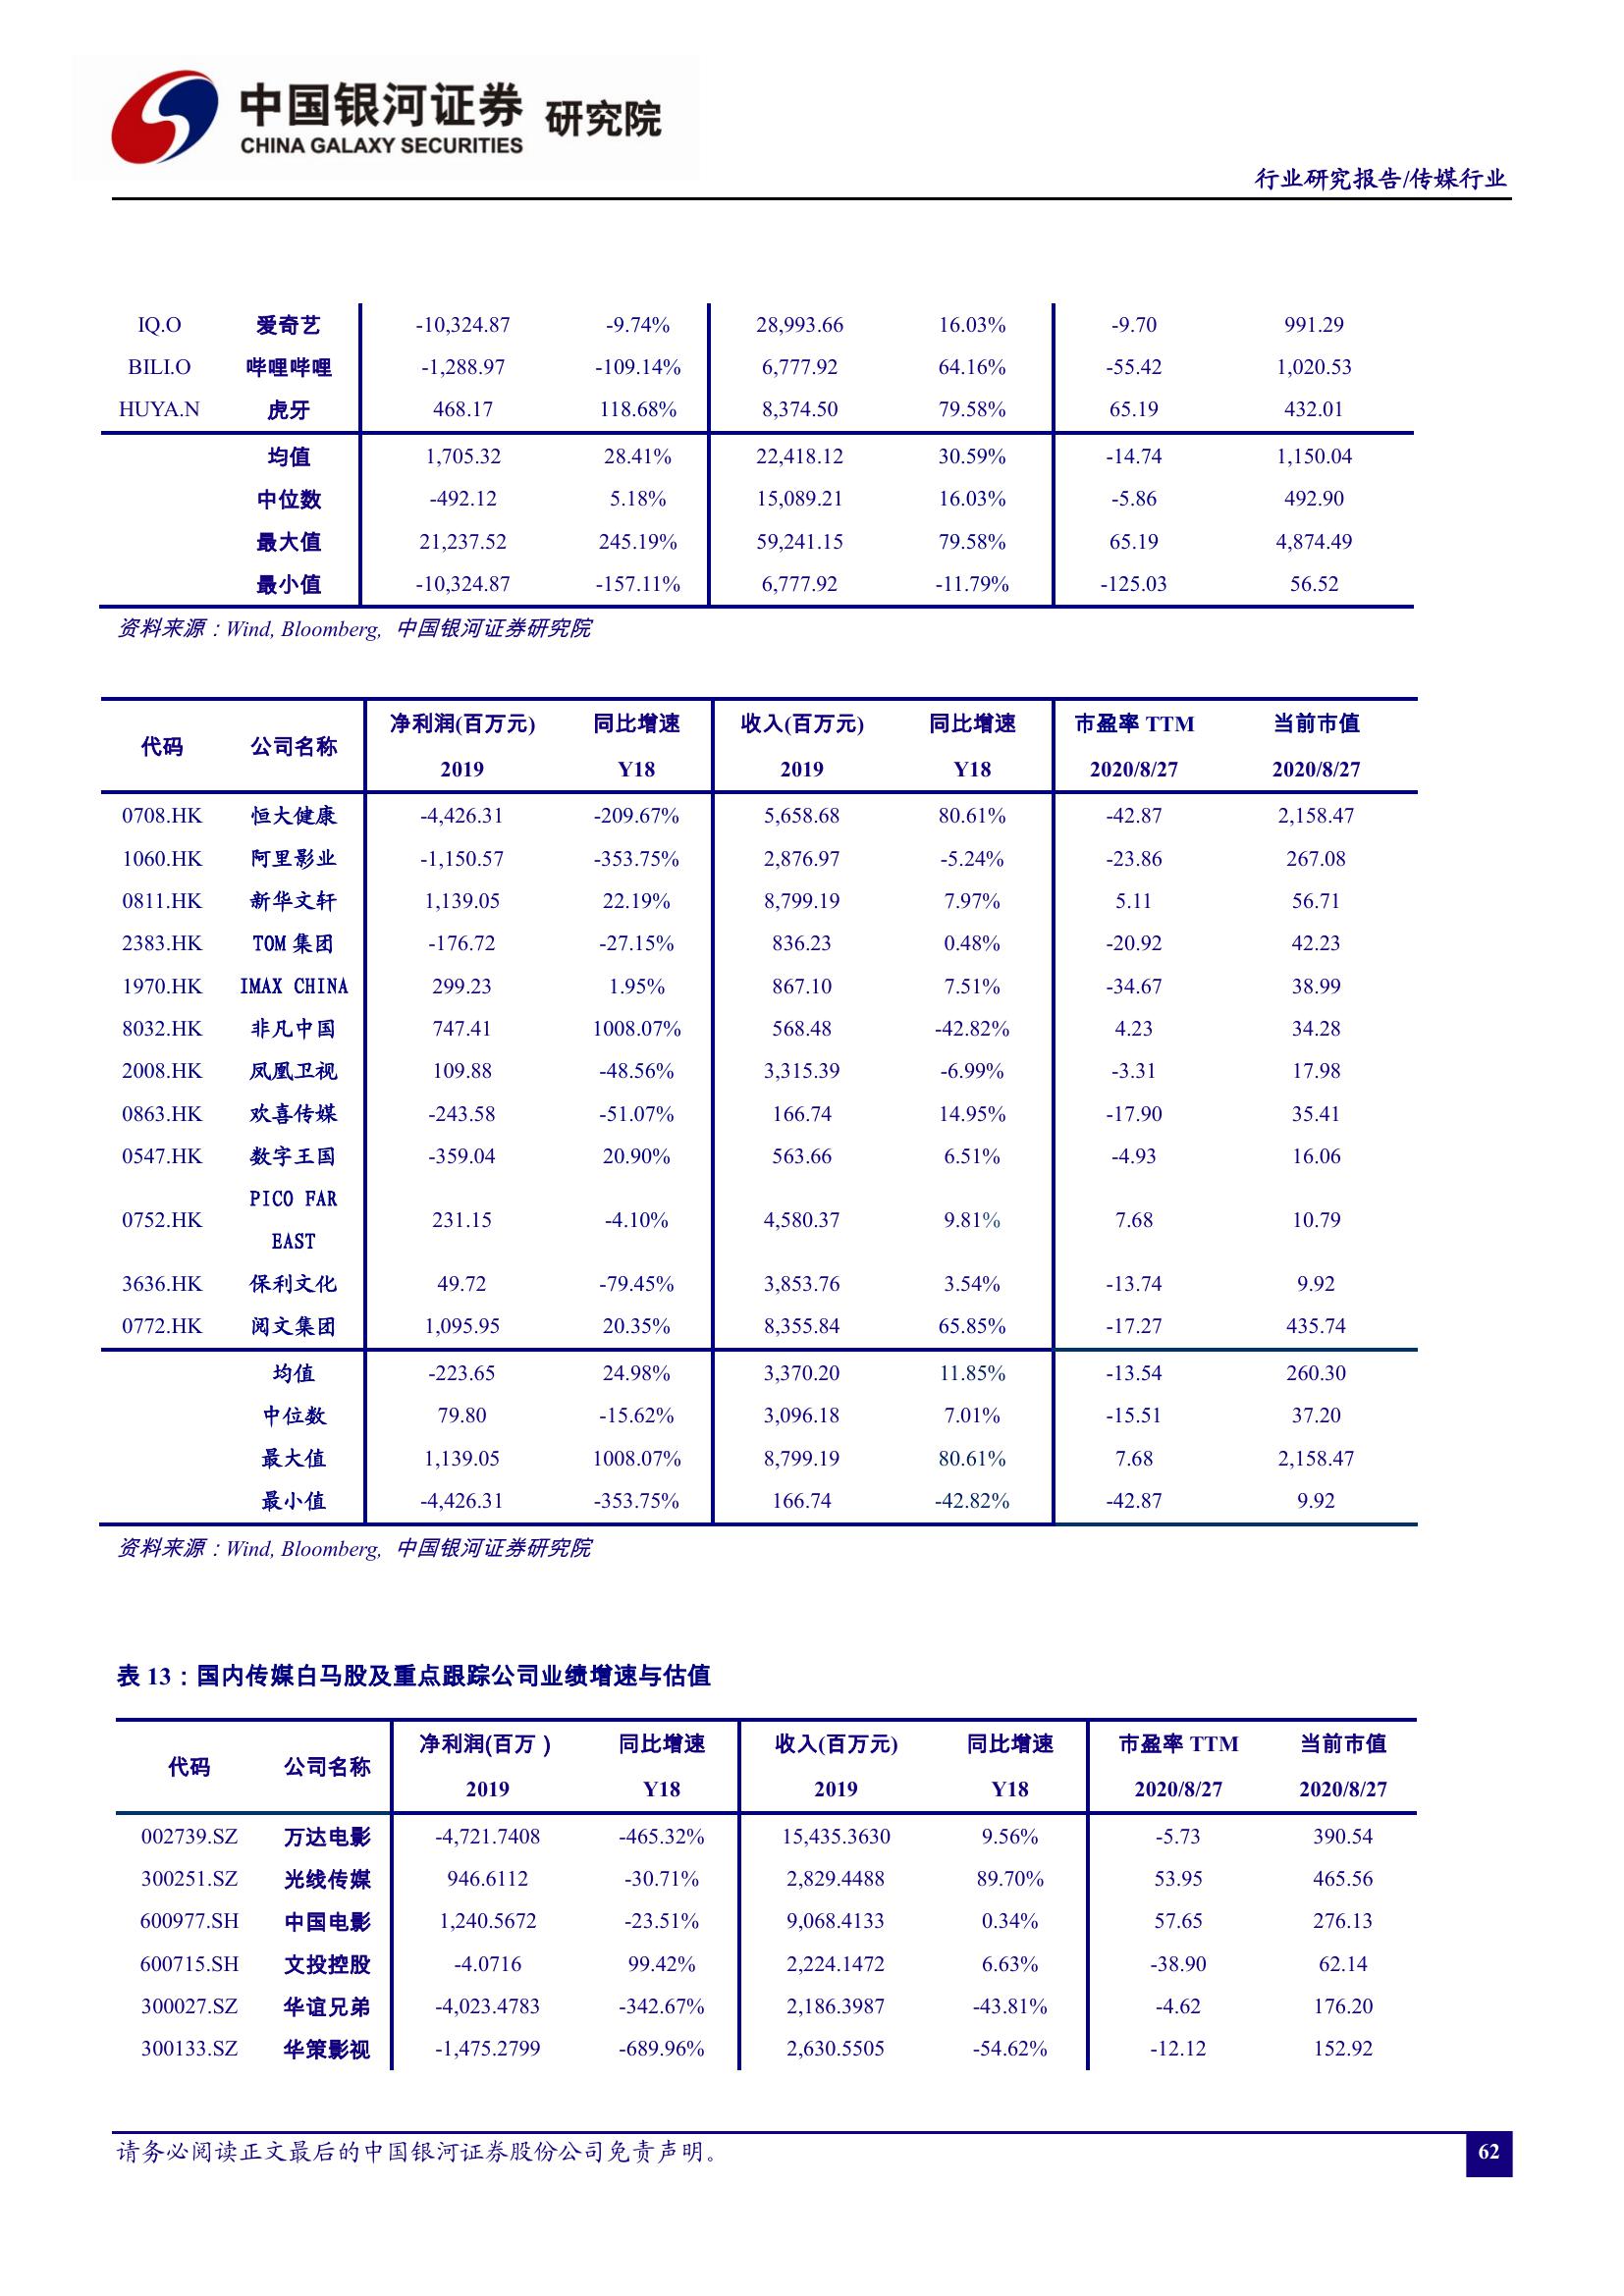 中国银河证券 研究院
CHINA GALAXY SECURITIES
行业研究报告/传媒行业
IQ.O 爱奇艺 -10,324.87 -9.74% 28,993.66 16.03% -9.70 991.29
BILI.O 哔哩哔哩 -1,288.97 -109.14% 6,777.92 64.16% -55.42 1,020.53
HUYA.N 虎牙 468.17 118.68% 8,374.50 79.58% 65.19 432.01
均值 1,705.32 28.41% 22,418.12 30.59% -14.74 1,150.04
中位数 -492.12 5.18% 15,089.21 16.03% -5.86 492.90
最大值 21,237.52 245.19% 59,241.15 79.58% 65.19 4,874.49
最小值 -10,324.87 -157.11% 6,777.92 -11.79% -125.03 56.52
资料来源：Wind, Bloomberg, 中国银河证券研究院
代码 公司名称 净利润(百万元) 同比增速 收入(百万元) 同比增速 市盈率 TTM 当前市值
2019 Y18 2019 Y18 2020/8/27 2020/8/27
0708.HK 恒大健康 -4,426.31 -209.67% 5,658.68 80.61% -42.87 2,158.47
1060.HK 阿里影业 -1,150.57 -353.75% 2,876.97 -5.24% -23.86 267.08
0811.HK 新华文轩 1,139.05 22.19% 8,799.19 7.97% 5.11 56.71
2383.HK TOM 集团 -176.72 -27.15% 836.23 0.48% -20.92 42.23
1970.HK IMAX CHINA 299.23 1.95% 867.10 7.51% -34.67 38.99
8032.HK 非凡中国 747.41 1008.07% 568.48 -42.82% 4.23 34.28
2008.HK 凤凰卫视 109.88 -48.56% 3,315.39 -6.99% -3.31 17.98
0863.HK 欢喜传媒 -243.58 -51.07% 166.74 14.95% -17.90 35.41
0547.HK 数字王国 -359.04 20.90% 563.66 6.51% -4.93 16.06
0752.HK PICO FAR EAST 231.15 -4.10% 4,580.37 9.81% 7.68 10.79
3636.HK 保利文化 49.72 -79.45% 3,853.76 3.54% -13.74 9.92
0772.HK 阅文集团 1,095.95 20.35% 8,355.84 65.85% -17.27 435.74
均值 -223.65 24.98% 3,370.20 11.85% -13.54 260.30
中位数 79.80 -15.62% 3,096.18 7.01% -15.51 37.20
最大值 1,139.05 1008.07% 8,799.19 80.61% 7.68 2,158.47
最小值 -4,426.31 -353.75% 166.74 -42.82% -42.87 9.92
资料来源：Wind, Bloomberg, 中国银河证券研究院
表 13：国内传媒白马股及重点跟踪公司业绩增速与估值
代码 公司名称 净利润(百万） 同比增速 收入(百万元) 同比增速 市盈率 TTM 当前市值
2019 Y18 2019 Y18 2020/8/27 2020/8/27
002739.SZ 万达电影 -4,721.7408 -465.32% 15,435.3630 9.56% -5.73 390.54
300251.SZ 光线传媒 946.6112 -30.71% 2,829.4488 89.70% 53.95 465.56
600977.SH 中国电影 1,240.5672 -23.51% 9,068.4133 0.34% 57.65 276.13
600715.SH 文投控股 -4.0716 99.42% 2,224.1472 6.63% -38.90 62.14
300027.SZ 华谊兄弟 -4,023.4783 -342.67% 2,186.3987 -43.81% -4.62 176.20
300133.SZ 华策影视 -1,475.2799 -689.96% 2,630.5505 -54.62% -12.12 152.92
请务必阅读正文最后的中国银河证券股份公司免责声明。
62